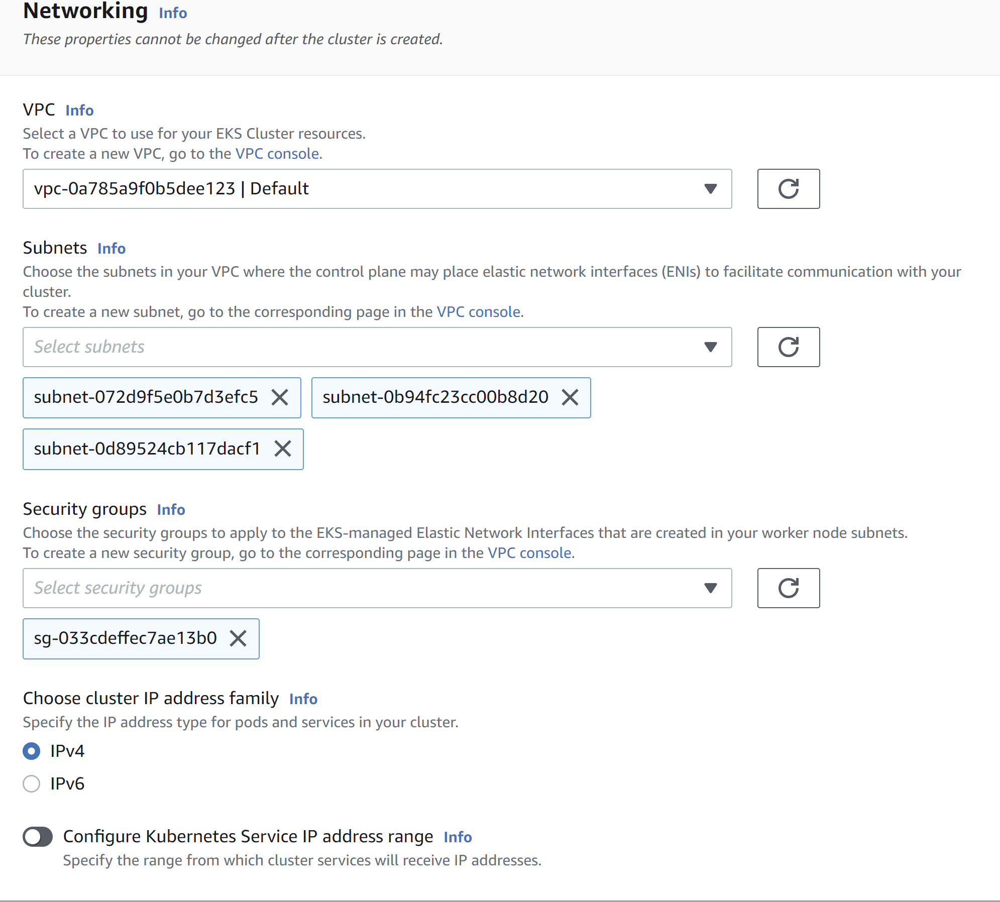 Networking Info
These properties cannot be changed after the cluster is created.
VPC Info
Select a VPC to use for your EKS Cluster resources.
To create a new VPC, go to the VPC console.
vpc-0a785a9f0b5dee123 | Default
Subnets Info
Choose the subnets in your VPC where the control plane may place elastic network interfaces (ENIs) to facilitate communication with your
cluster.
To create a new subnet, go to the corresponding page in the VPC console.
Select subnets
subnet-072d9f5e0b7d3efc5 subnet-0b94fc23cc00b8d20
subnet-0d89524cb117dacf1
Security groups Info
Choose the security groups to apply to the EKS-managed Elastic Network Interfaces that are created in your worker node subnets.
To create a new security group, go to the corresponding page in the VPC console.
Select security groups
sg-033cdeffec7ae13b0
Choose cluster IP address family Info
Specify the IP address type for pods and services in your cluster.
IPv4
IPv6
Configure Kubernetes Service IP address range Info
Specify the range from which cluster services will receive IP addresses.